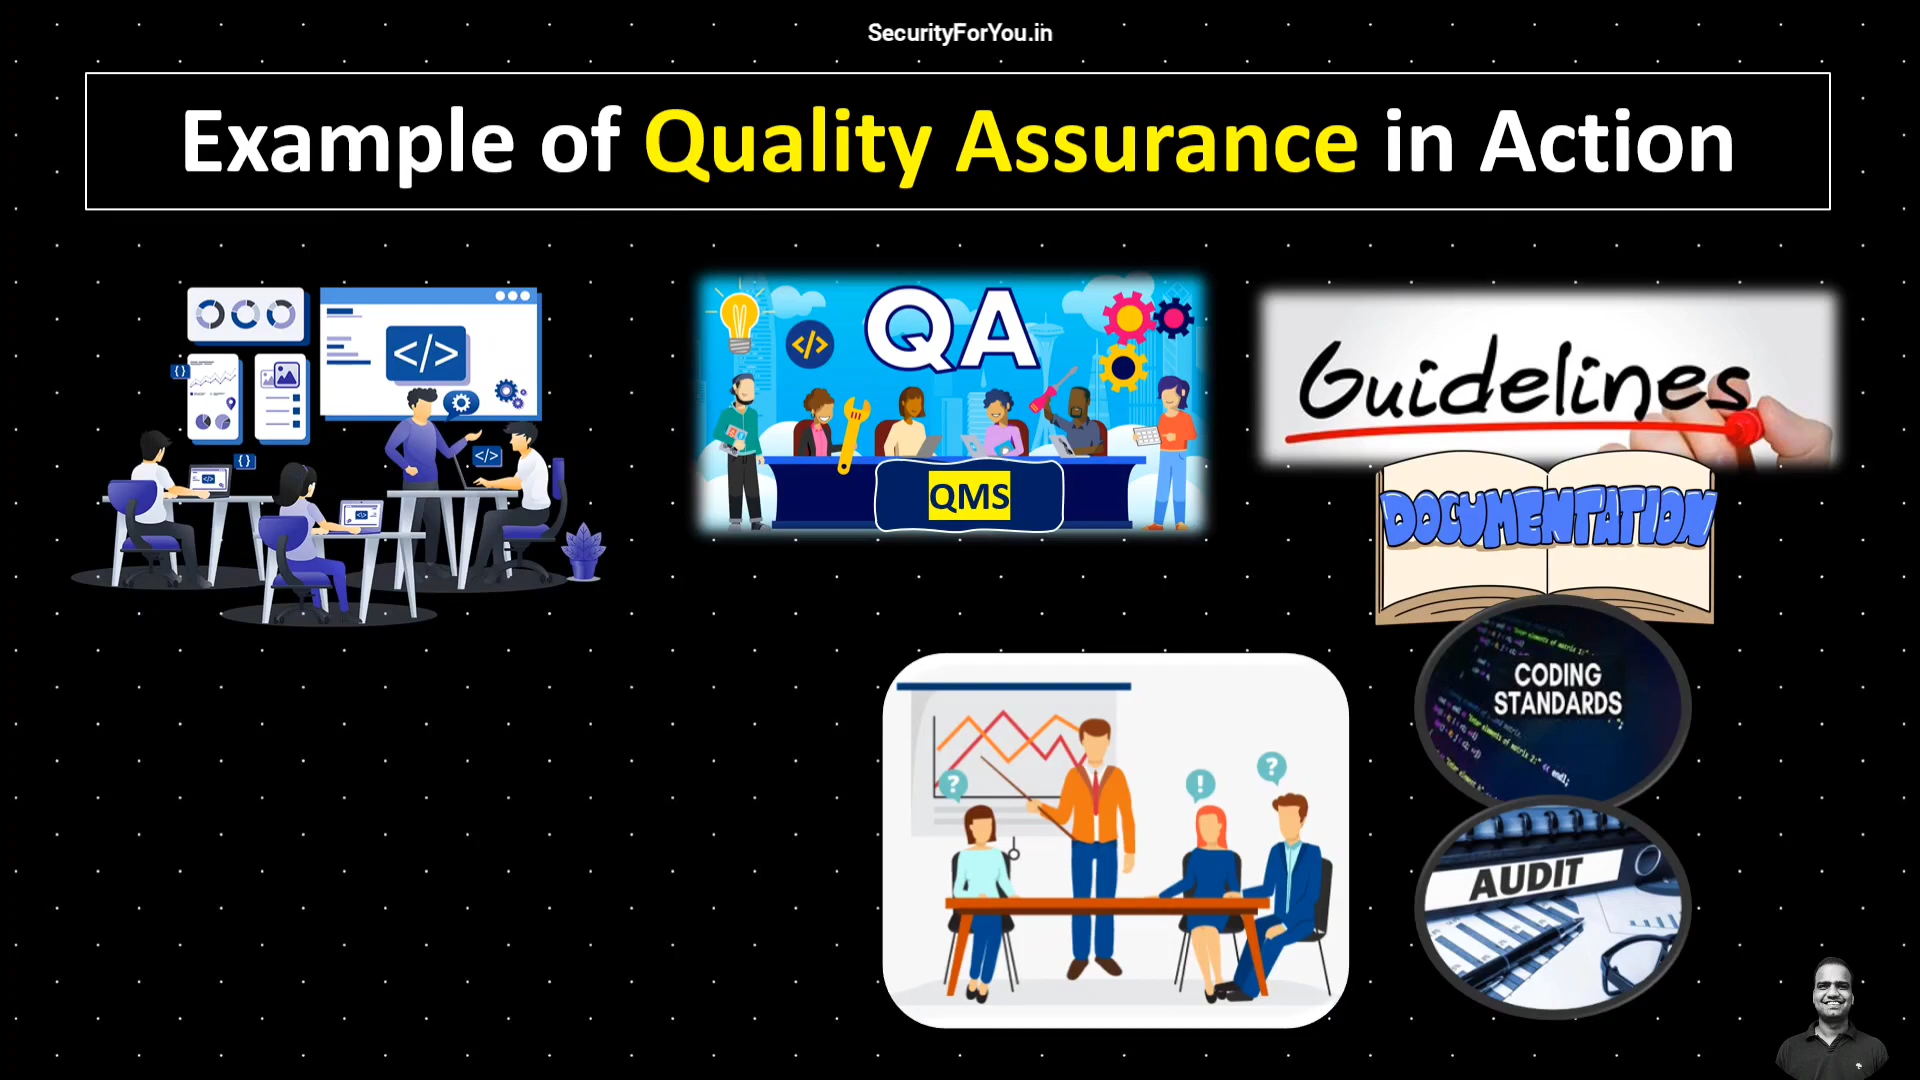 SecurityForYou.in
Example of Quality Assurance in Action
</>
{}
{}
</>
</>
</>
</>
QA
</>
QMS
Guidelines
DOCUMENTATION
CODING
STANDARDS
AUDIT
?
!
?